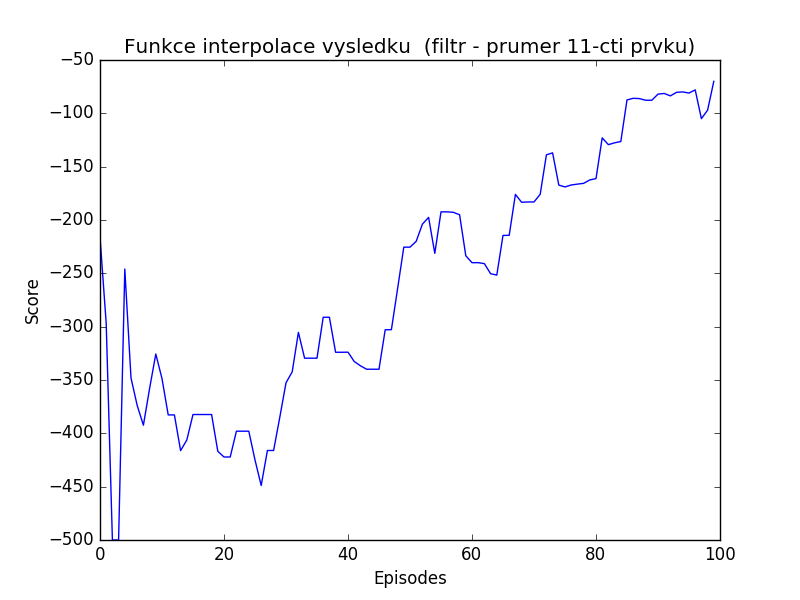 Funkce interpolace vysledku  (filtr - prumer 11-cti prvku)
−50
−100
−150
−200
−250
−300
−350
−400
−450
−500
Score
0 20 40 60 80 100
Episodes